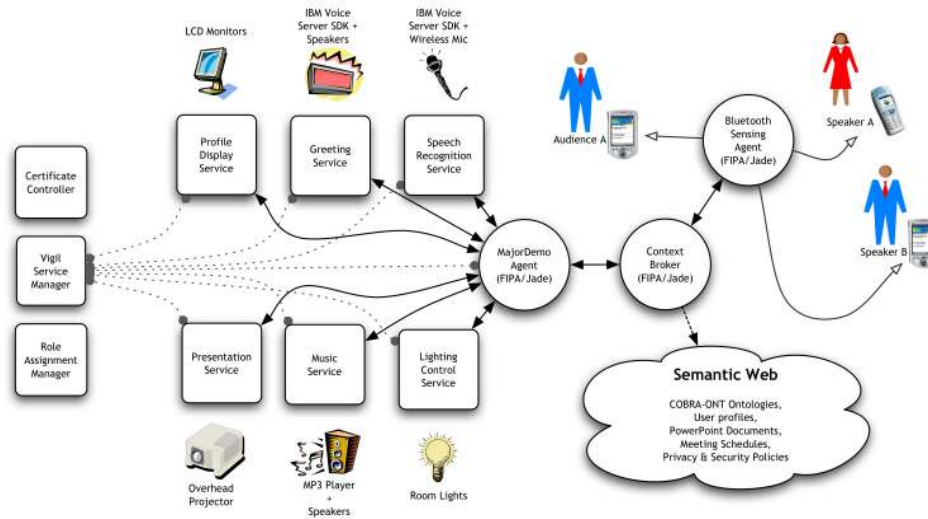 LCD Monitors
IBM Voice
Server SDK +
Speakers
IBM Voice
Server SDK +
Wireless Mic
Profile
Display
Service
Greeting
Service
Speech
Recognition
Service
Certificate
Controller
Vigil
Service
Manager
Role
Assignment
Manager
Presentation
Service
Music
Service
Lighting
Control
Service
Overhead
Projector
MP3 Player
+
Speakers
Room Lights
MajorDemo
Agent
(FIPA/Jade)
Context
Broker
(FIPA/Jade)
Bluetooth
Sensing
Agent
(FIPA/Jade)
Audience A
Speaker A
Speaker B
Semantic Web
COBRA-ONT Ontologies,
User profiles,
PowerPoint Documents,
Meeting Schedules,
Privacy & Security Policies